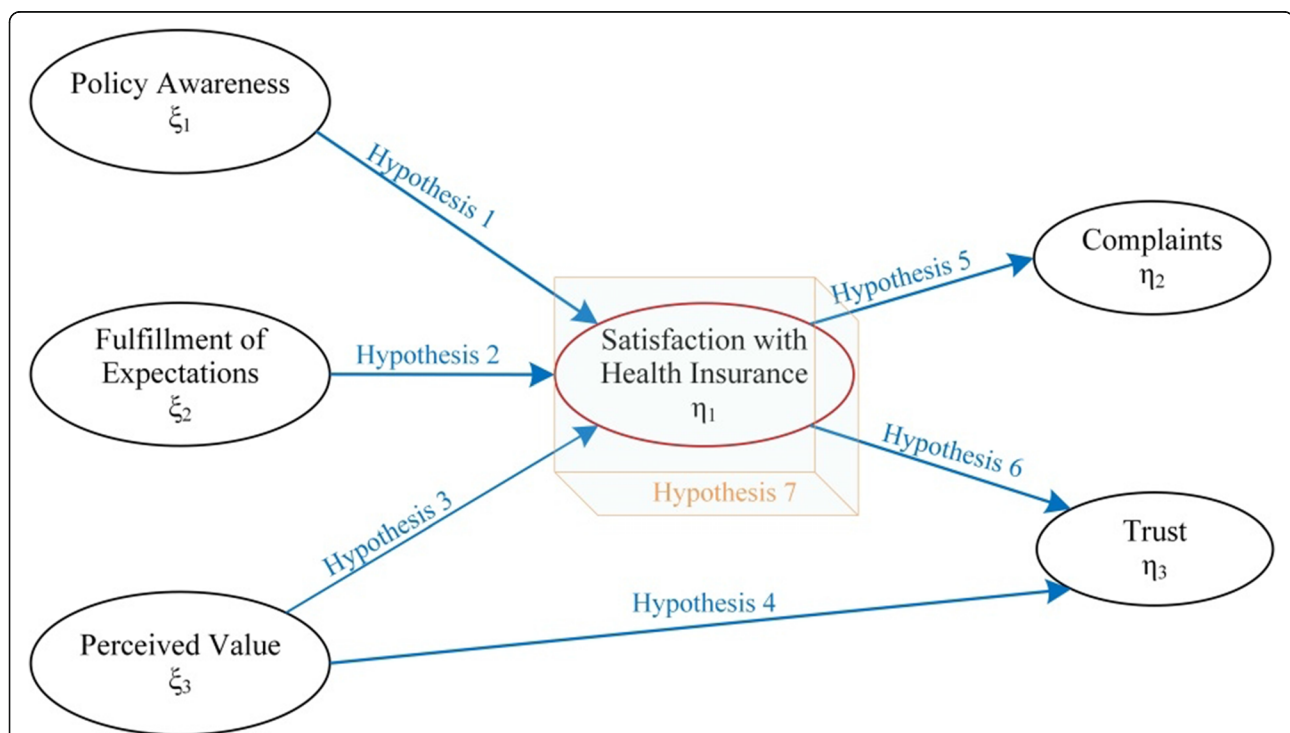 Policy Awareness
ξ1
Hypothesis 1
Fulfillment of
Expectations
ξ2
Hypothesis 2
Perceived Value
ξ3
Hypothesis 3
Hypothesis 4
Satisfaction with
Health Insurance
η1
Hypothesis 7
Hypothesis 5
Complaints
η2
Hypothesis 6
Trust
η3